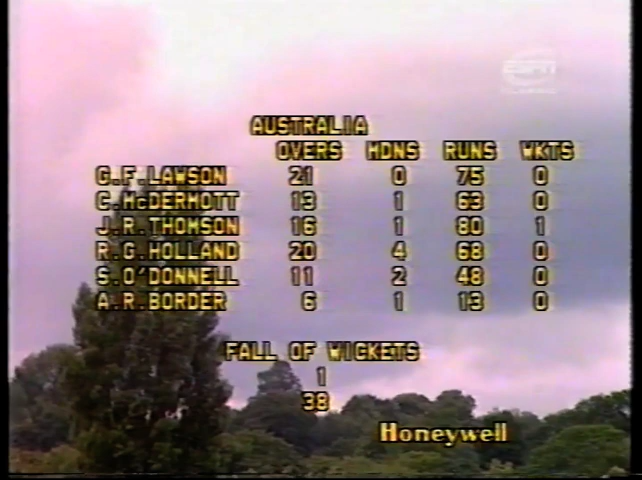 ESPN
AUSTRALIA
OVERS MDNS RUNS WKTS
G.F.LAWSON 21 0 75 0
C.McDERMOTT 13 1 63 0
J.R.THOMSON 16 1 80 1
R.G.HOLLAND 20 4 68 0
S.O'DONNELL 11 2 48 0
A.R.BORDER 6 1 13 0
FALL OF WICKETS
1
38
Honeywell